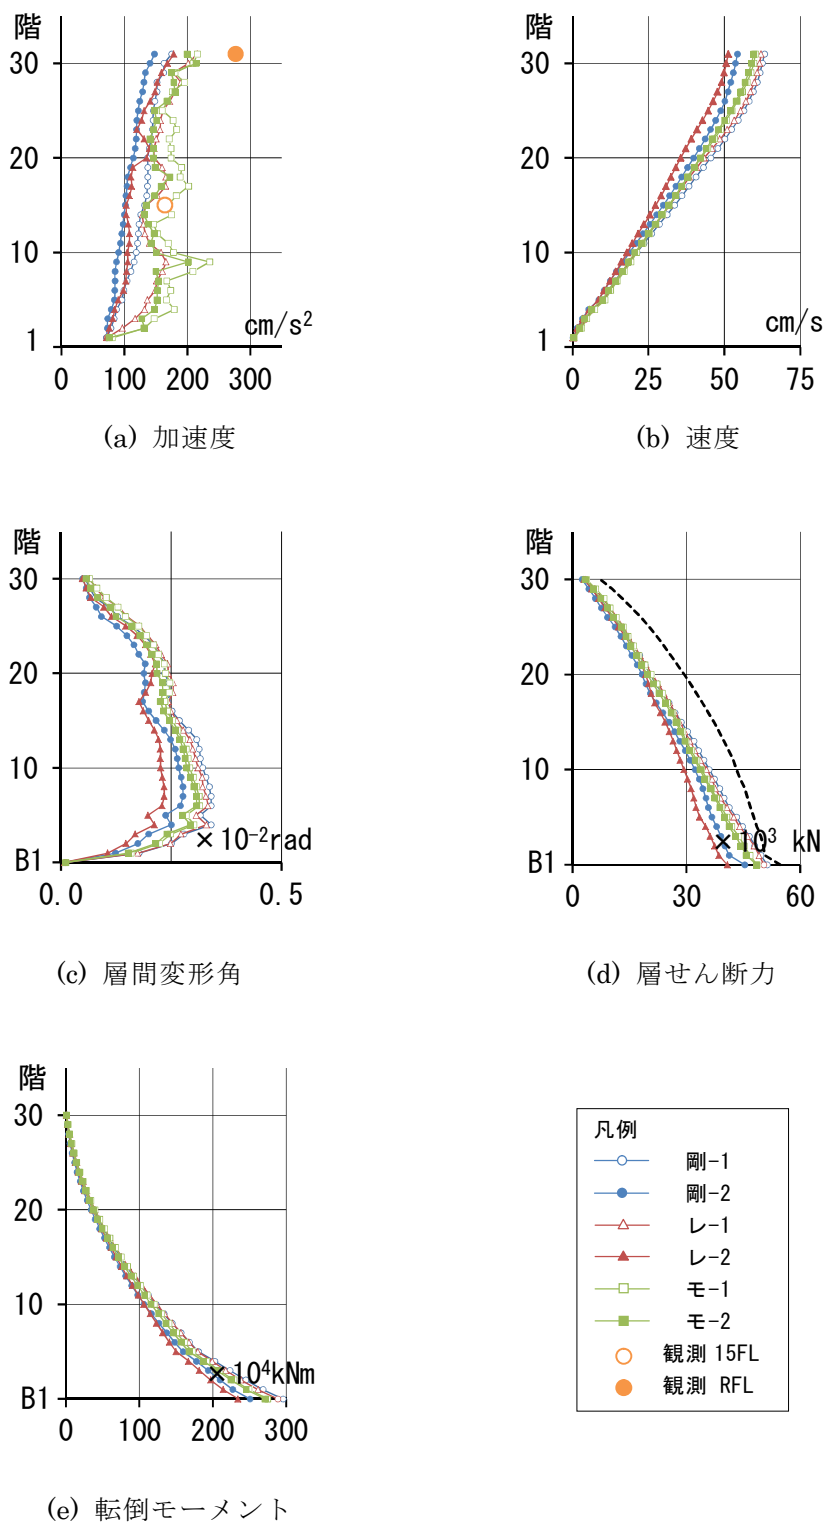 階
30
20
10
1
cm/s²
0 100 200 300
(a) 加速度
階
30
20
10
1
cm/s
0 25 50 75
(b) 速度
階
30
20
10
B1
×10⁻²rad
0.0 0.5
(c) 層間変形角
階
30
20
10
B1
×10³ kN
0 30 60
(d) 層せん断力
階
30
20
10
B1
×10⁴kNm
0 100 200 300
(e) 転倒モーメント
凡例
剛-1
剛-2
レ-1
レ-2
モ-1
モ-2
観測 15FL
観測 RFL